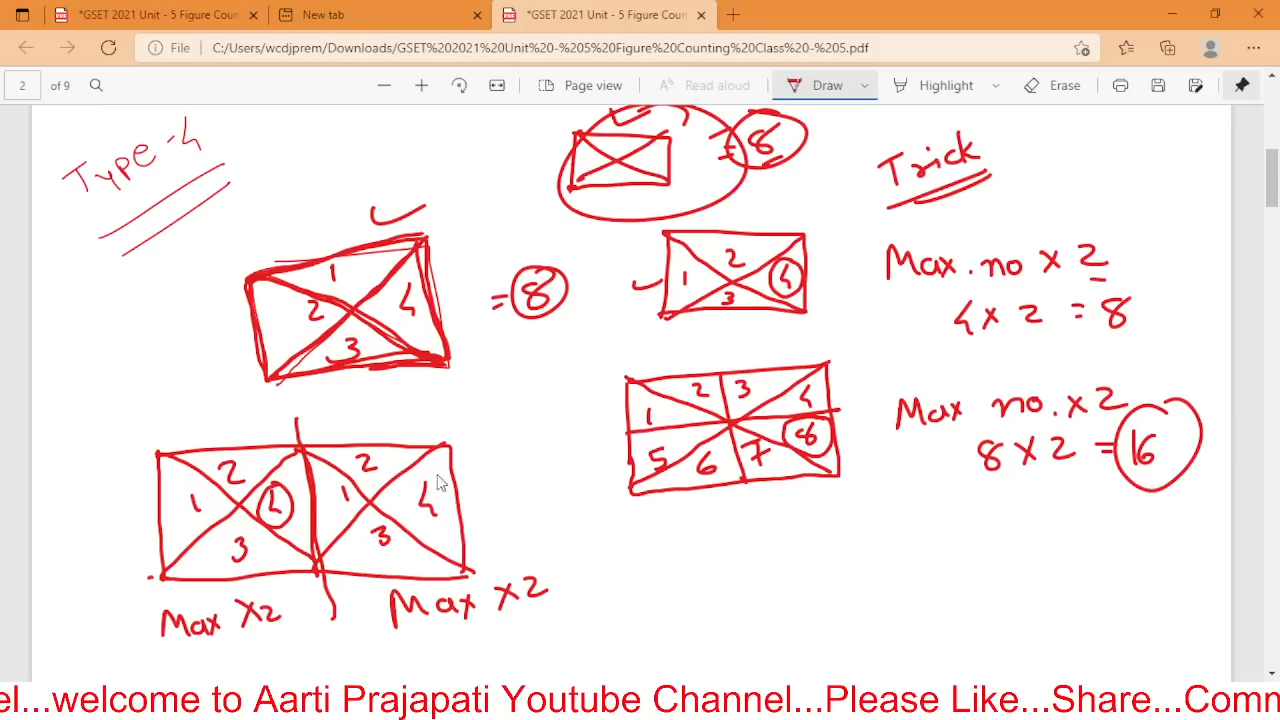 *GSET 2021 Unit - 5 Figure Coun
New tab
*GSET 2021 Unit - 5 Figure Coun
File
C:/Users/wcdjprem/Downloads/GSET%202021%20Unit%20-%205%20Figure%20Counting%20Class%20-%205.pdf
2
of 9
Page view
Read aloud
Draw
Highlight
Erase
Type-4
= 8
Trick
1
2
3
4
= 8
1
2
3
4
Max.no x 2
4 x 2 = 8
1
2
3
4
5
6
7
8
Max no. x 2
8 x 2 = 16
1
2
3
4
1
2
3
4
Max x2
Max x2
el...welcome to Aarti Prajapati Youtube Channel...Please Like...Share...Comm